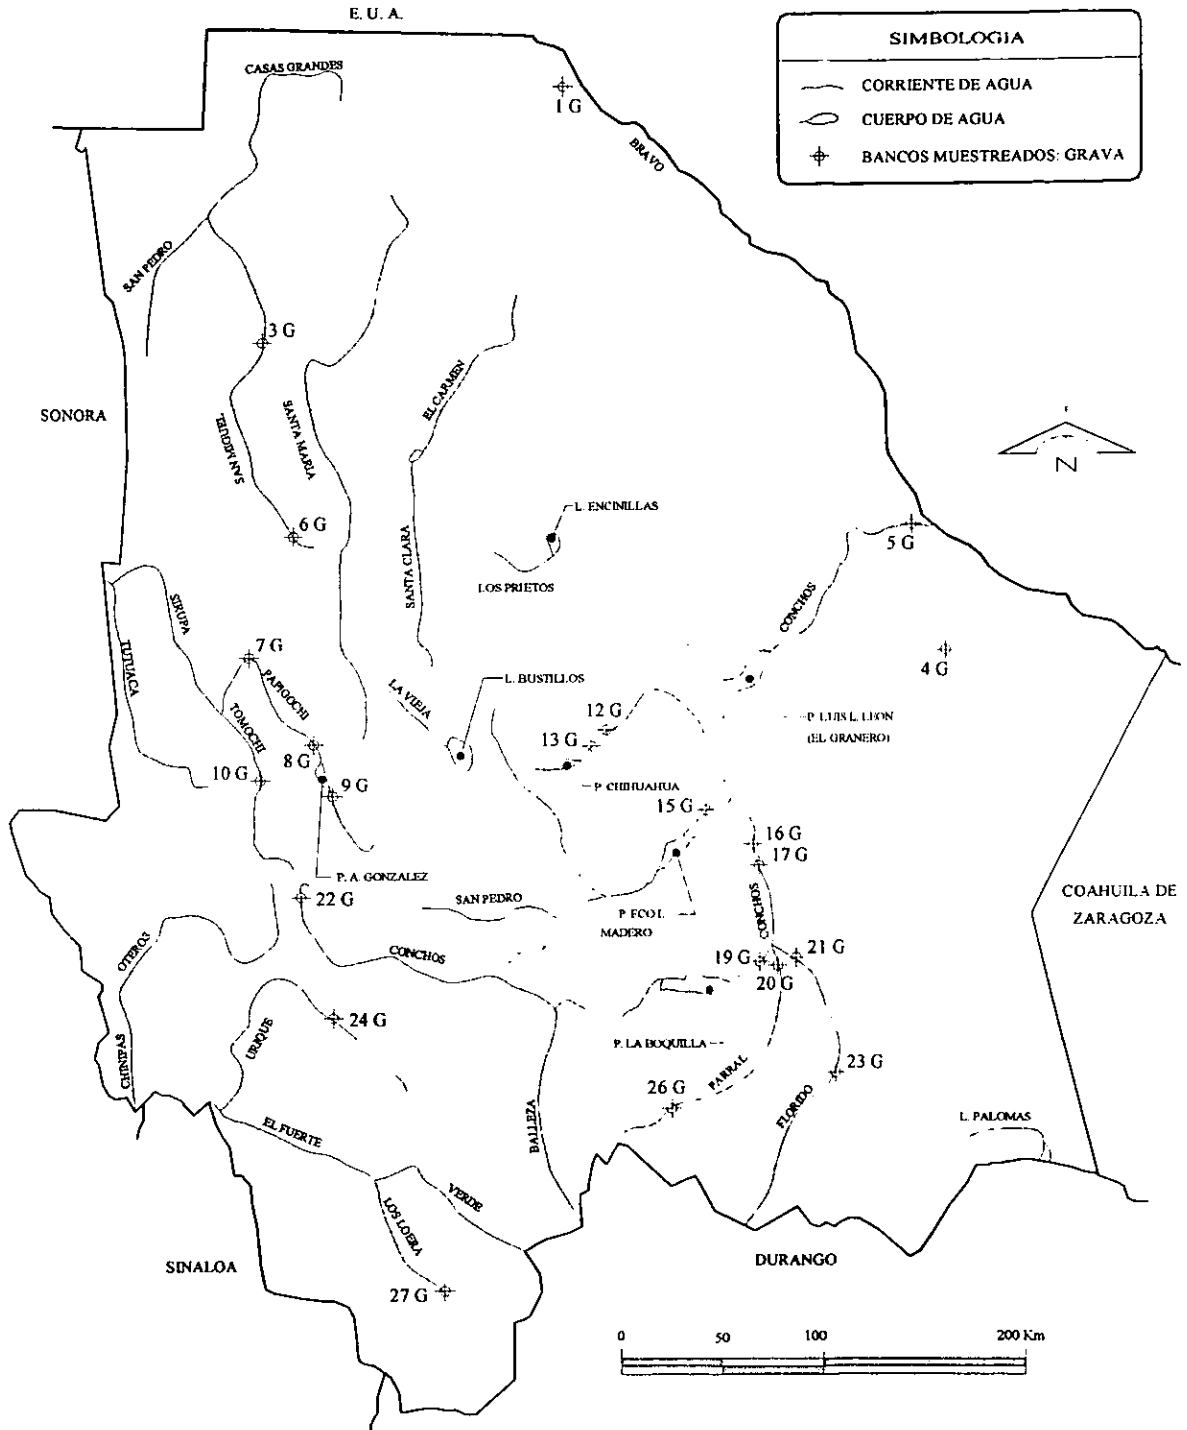 E. U. A.
SIMBOLOGIA
CORRIENTE DE AGUA
CUERPO DE AGUA
BANCOS MUESTREADOS: GRAVA
CASAS GRANDES
1 G
BRAVO
SAN PEDRO
3 G
SONORA
SAN MIGUEL
SANTA MARIA
EL CARMEN
N
6 G
L. ENCINILLAS
5 G
SANTA CLARA
LOS PRIETOS
CONCHOS
SIRUPA
TUTUACA
7 G
PAPIGOCHI
4 G
LA VIEJA
L. BUSTILLOS
TOMOCHI
12 G
P. LUIS L. LEON
(EL GRANERO)
8 G
13 G
10 G
9 G
P. CHIHUAHUA
15 G
16 G
17 G
P. A. GONZALEZ
22 G
SAN PEDRO
P. FCO I.
MADERO
CONCHOS
COAHUILA DE
ZARAGOZA
OTEROS
CONCHOS
19 G
21 G
20 G
24 G
URIQUE
CHINIPAS
P. LA BOQUILLA
PARRAL
23 G
26 G
FLORIDO
BALLEZA
L. PALOMAS
EL FUERTE
VERDE
LOS LOERA
SINALOA
27 G
DURANGO
0 50 100 200 Km